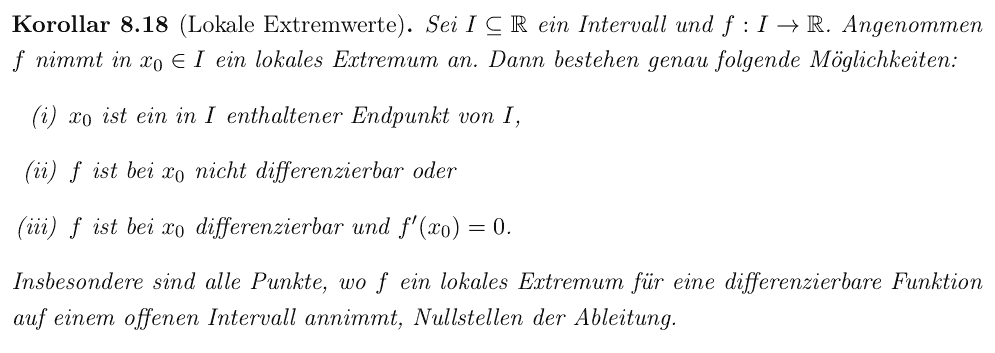 Korollar 8.18 (Lokale Extremwerte). Sei I ⊆ ℝ ein Intervall und f : I → ℝ. Angenommen
f nimmt in x₀ ∈ I ein lokales Extremum an. Dann bestehen genau folgende Möglichkeiten:
(i) x₀ ist ein in I enthaltener Endpunkt von I,
(ii) f ist bei x₀ nicht differenzierbar oder
(iii) f ist bei x₀ differenzierbar und f′(x₀) = 0.
Insbesondere sind alle Punkte, wo f ein lokales Extremum für eine differenzierbare Funktion
auf einem offenen Intervall annimmt, Nullstellen der Ableitung.